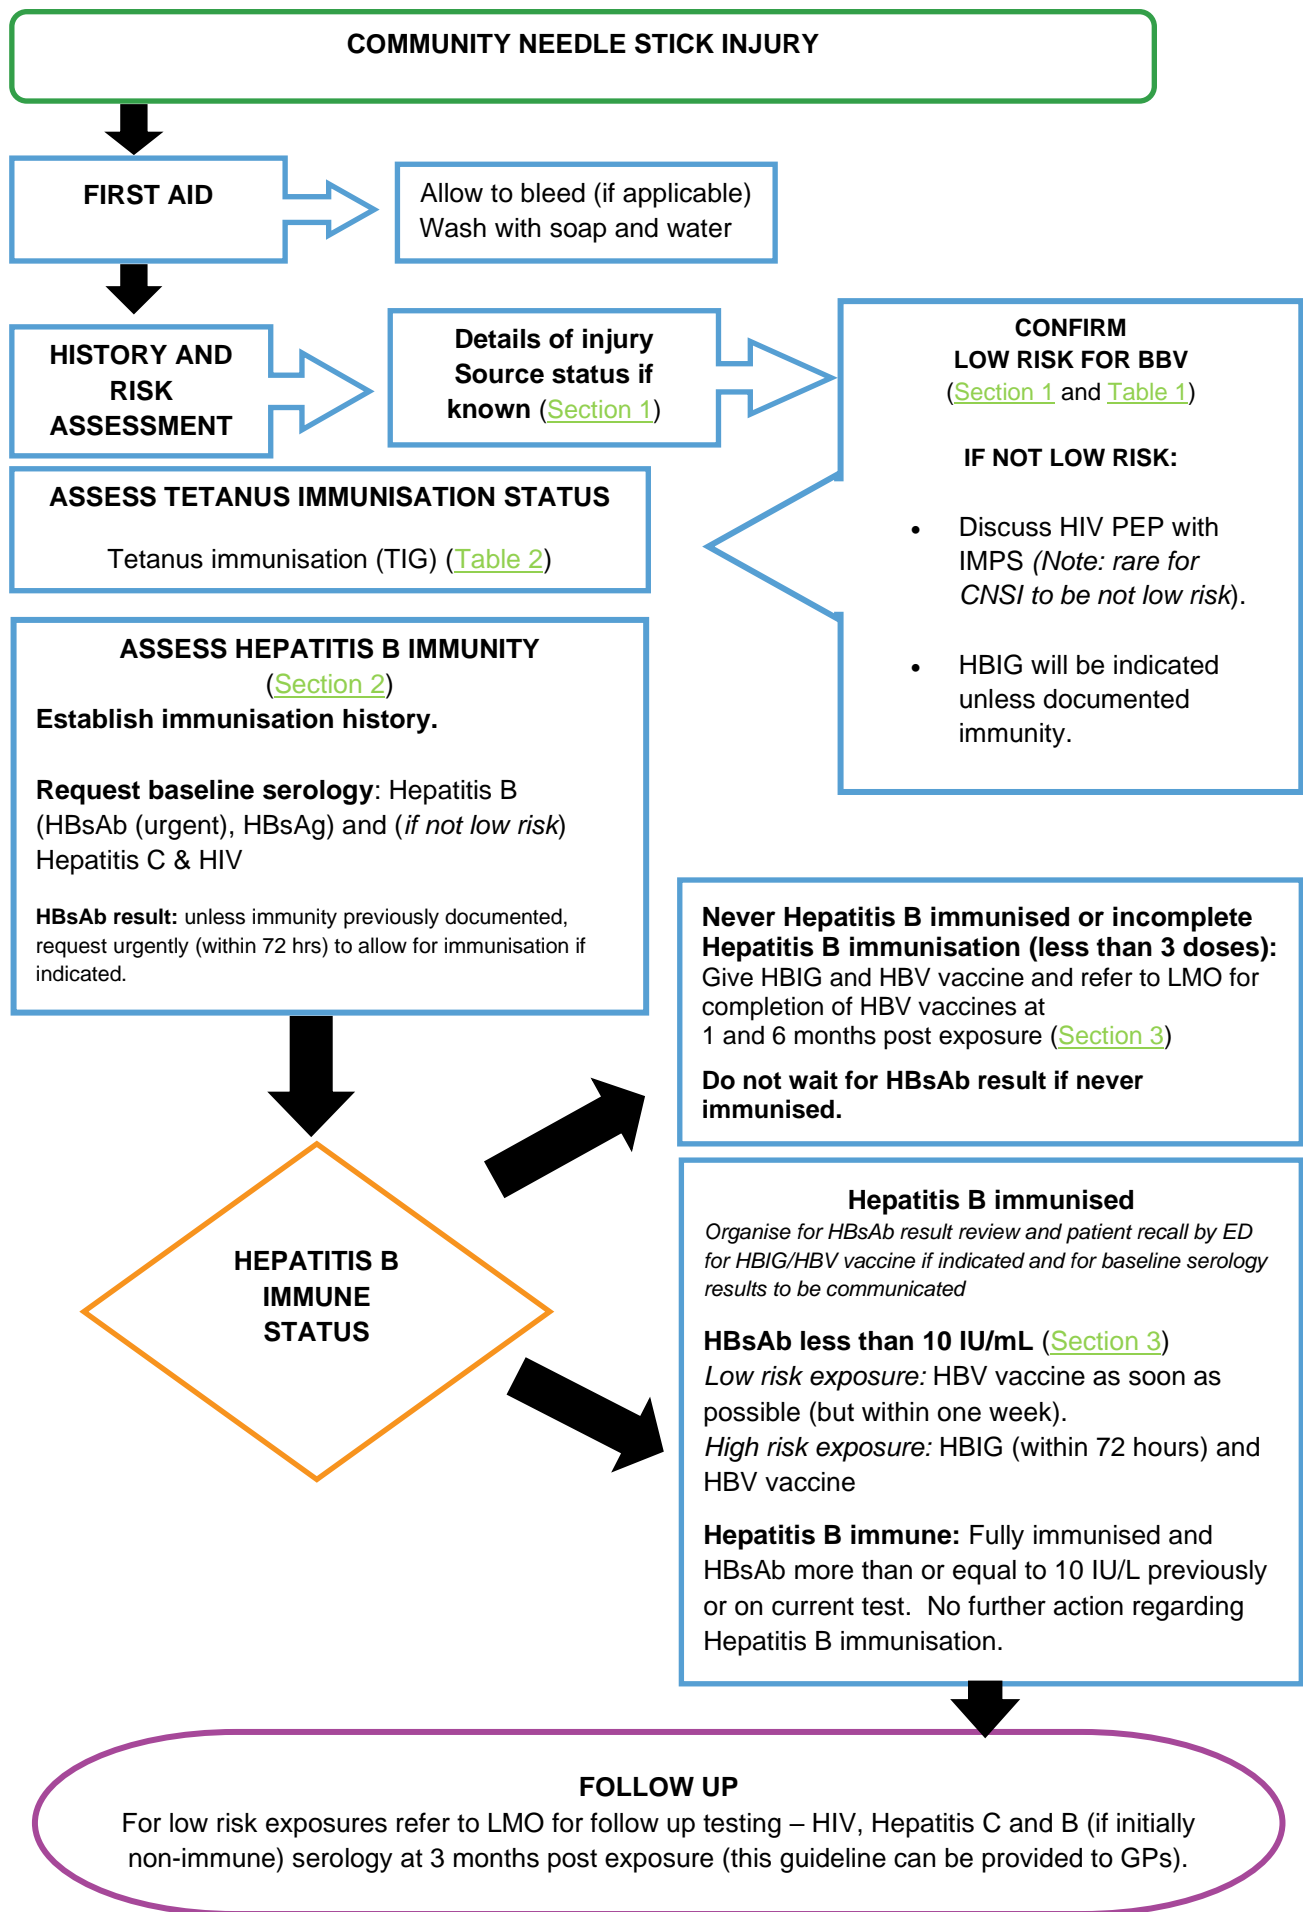 COMMUNITY NEEDLE STICK INJURY
FIRST AID
Allow to bleed (if applicable)
Wash with soap and water
HISTORY AND
RISK
ASSESSMENT
Details of injury
Source status if
known (Section 1)
CONFIRM
LOW RISK FOR BBV
(Section 1 and Table 1)
IF NOT LOW RISK:
• Discuss HIV PEP with
IMPS (Note: rare for
CNSI to be not low risk).
• HBIG will be indicated
unless documented
immunity.
ASSESS TETANUS IMMUNISATION STATUS
Tetanus immunisation (TIG) (Table 2)
ASSESS HEPATITIS B IMMUNITY
(Section 2)
Establish immunisation history.
Request baseline serology: Hepatitis B
(HBsAb (urgent), HBsAg) and (if not low risk)
Hepatitis C & HIV
HBsAb result: unless immunity previously documented,
request urgently (within 72 hrs) to allow for immunisation if
indicated.
HEPATITIS B
IMMUNE
STATUS
Never Hepatitis B immunised or incomplete
Hepatitis B immunisation (less than 3 doses):
Give HBIG and HBV vaccine and refer to LMO for
completion of HBV vaccines at
1 and 6 months post exposure (Section 3)
Do not wait for HBsAb result if never
immunised.
Hepatitis B immunised
Organise for HBsAb result review and patient recall by ED
for HBIG/HBV vaccine if indicated and for baseline serology
results to be communicated
HBsAb less than 10 IU/mL (Section 3)
Low risk exposure: HBV vaccine as soon as
possible (but within one week).
High risk exposure: HBIG (within 72 hours) and
HBV vaccine
Hepatitis B immune: Fully immunised and
HBsAb more than or equal to 10 IU/L previously
or on current test.  No further action regarding
Hepatitis B immunisation.
FOLLOW UP
For low risk exposures refer to LMO for follow up testing – HIV, Hepatitis C and B (if initially
non-immune) serology at 3 months post exposure (this guideline can be provided to GPs).